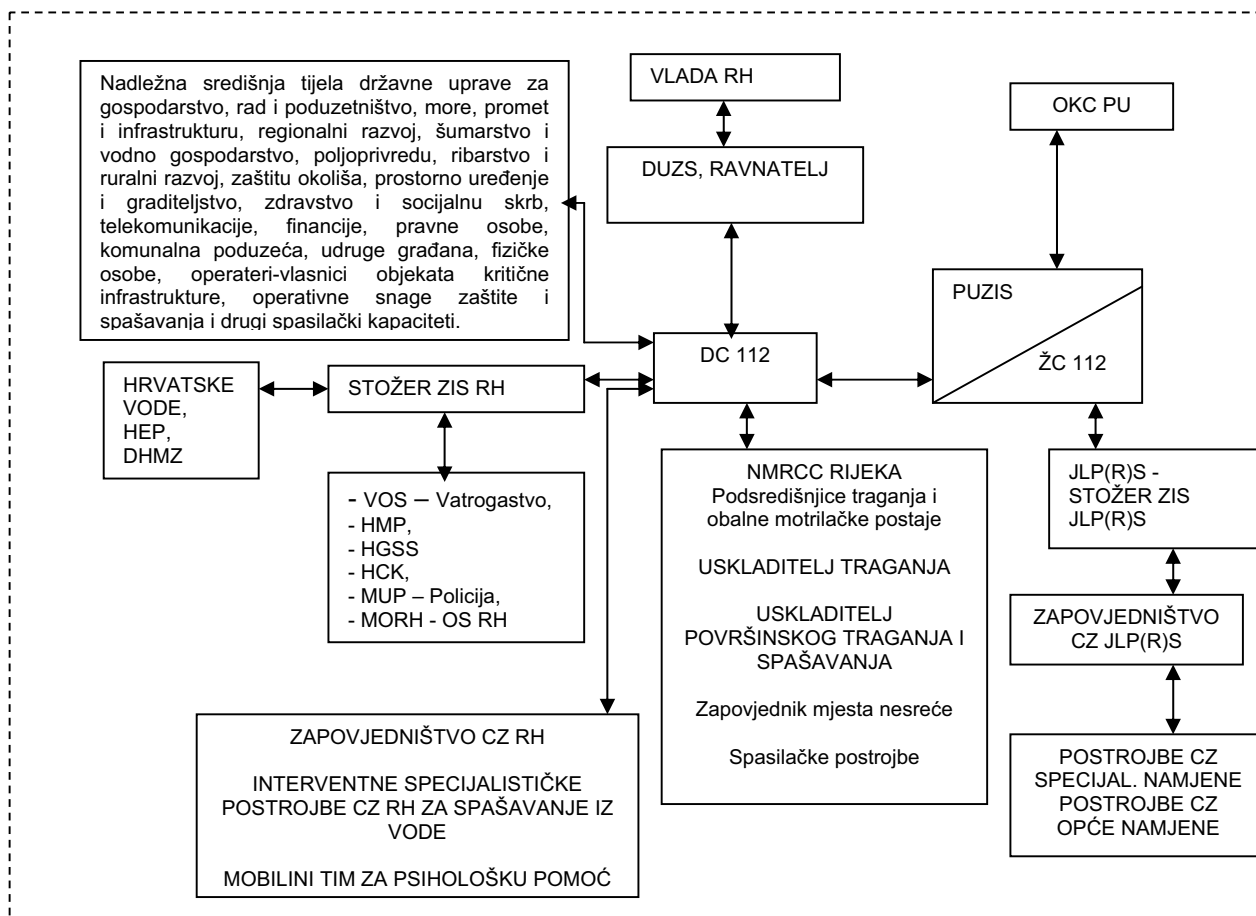 Nadležna središnja tijela državne uprave za
gospodarstvo, rad i poduzetništvo, more, promet
i infrastrukturu, regionalni razvoj, šumarstvo i
vodno gospodarstvo, poljoprivredu, ribarstvo i
ruralni razvoj, zaštitu okoliša, prostorno uređenje
i graditeljstvo, zdravstvo i socijalnu skrb,
telekomunikacije, financije, pravne osobe,
komunalna poduzeća, udruge građana, fizičke
osobe, operateri-vlasnici objekata kritične
infrastrukture, operativne snage zaštite i
spašavanja i drugi spasilački kapaciteti.
VLADA RH
OKC PU
DUZS, RAVNATELJ
PUZIS
ŽC 112
DC 112
HRVATSKE
VODE,
HEP,
DHMZ
STOŽER ZIS RH
- VOS – Vatrogastvo,
- HMP,
- HGSS
- HCK,
- MUP – Policija,
- MORH - OS RH
NMRCC RIJEKA
Podsredišnjice traganja i
obalne motrilačke postaje
USKLADITELJ TRAGANJA
USKLADITELJ
POVRŠINSKOG TRAGANJA I
SPAŠAVANJA
Zapovjednik mjesta nesreće
Spasilačke postrojbe
JLP(R)S -
STOŽER ZIS
JLP(R)S
ZAPOVJEDNIŠTVO
CZ JLP(R)S
POSTROJBE CZ
SPECIJAL. NAMJENE
POSTROJBE CZ
OPĆE NAMJENE
ZAPOVJEDNIŠTVO CZ RH
INTERVENTNE SPECIJALISTIČKE
POSTROJBE CZ RH ZA SPAŠAVANJE IZ
VODE
MOBILINI TIM ZA PSIHOLOŠKU POMOĆ